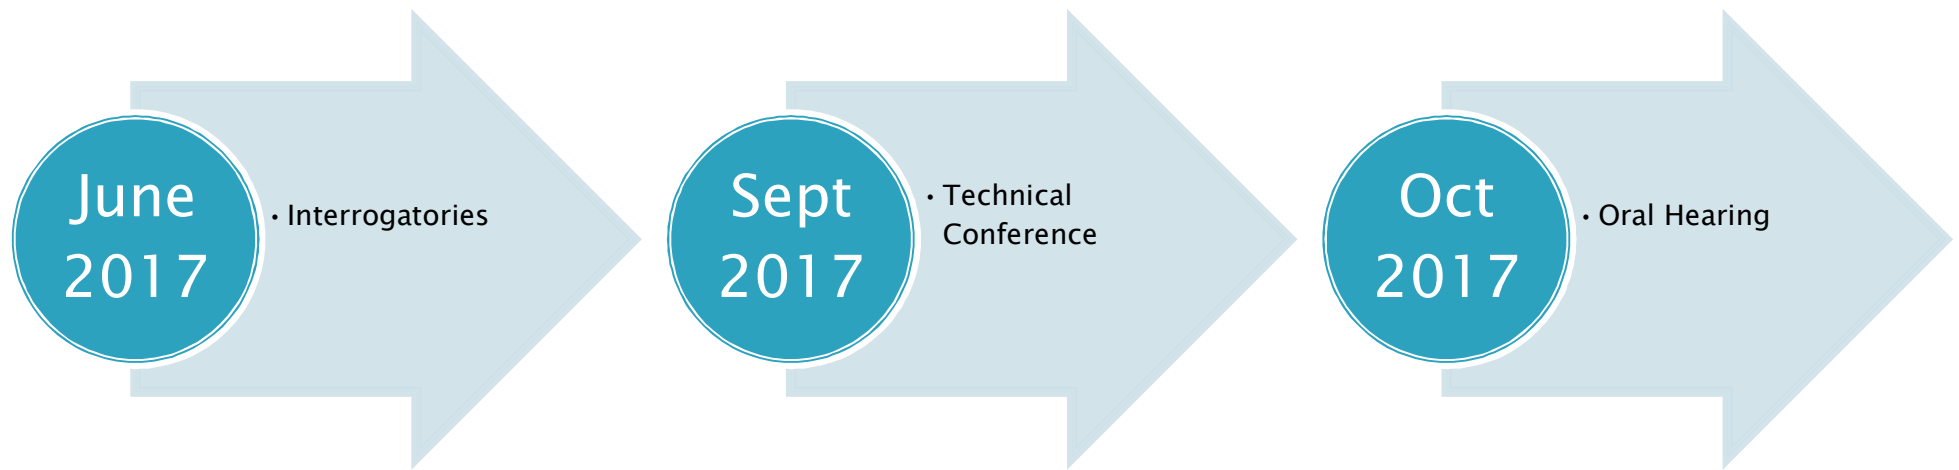 June
2017
• Interrogatories
Sept
2017
• Technical
Conference
Oct
2017
• Oral Hearing